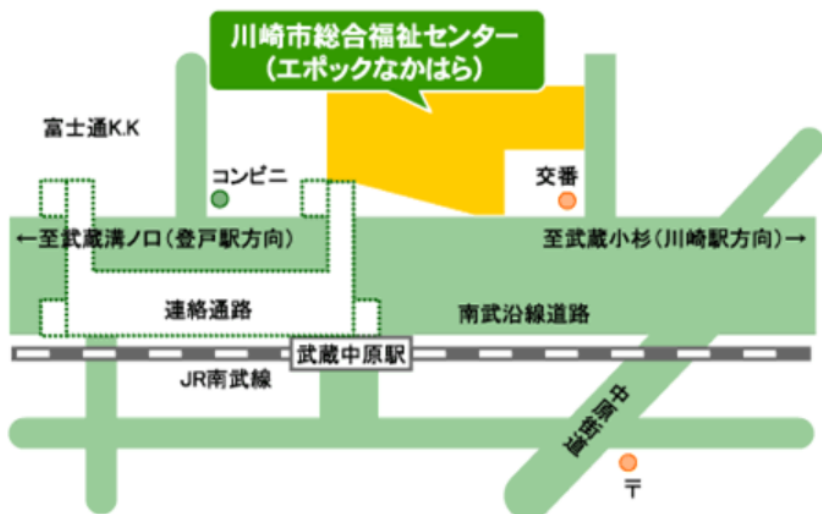 川崎市総合福祉センター
(エポックなかはら)
富士通K.K
コンビニ
交番
←至武蔵溝ノ口(登戸駅方向)
至武蔵小杉(川崎駅方向)→
連絡通路
南武沿線道路
武蔵中原駅
JR南武線
中原街道
〒